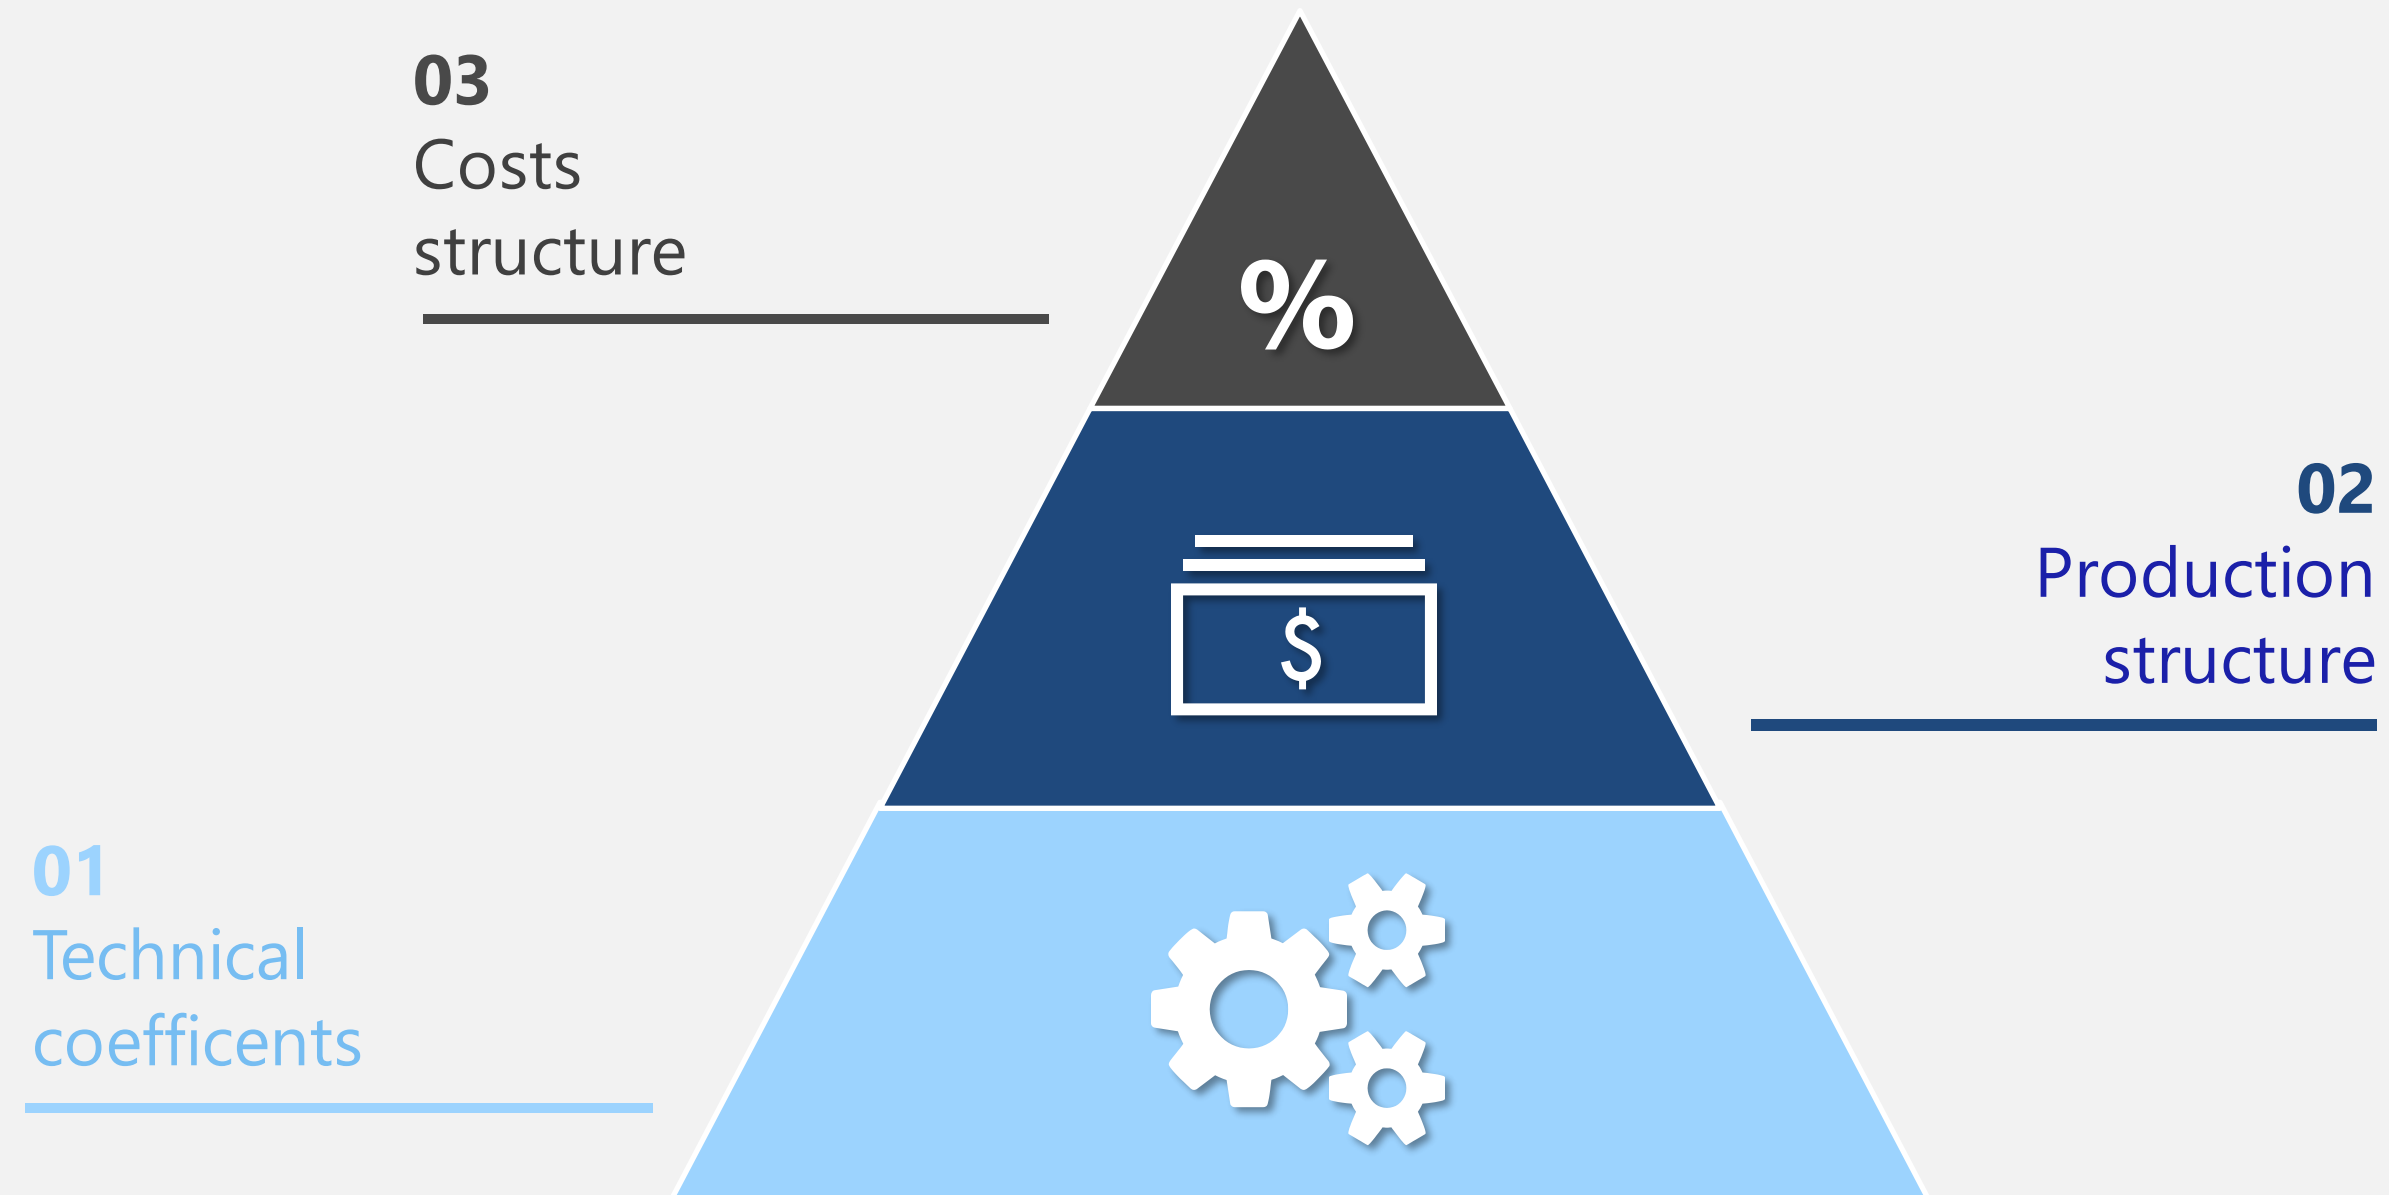 03
Costs
structure
%
02
Production
structure
$
01
Technical
coefficents